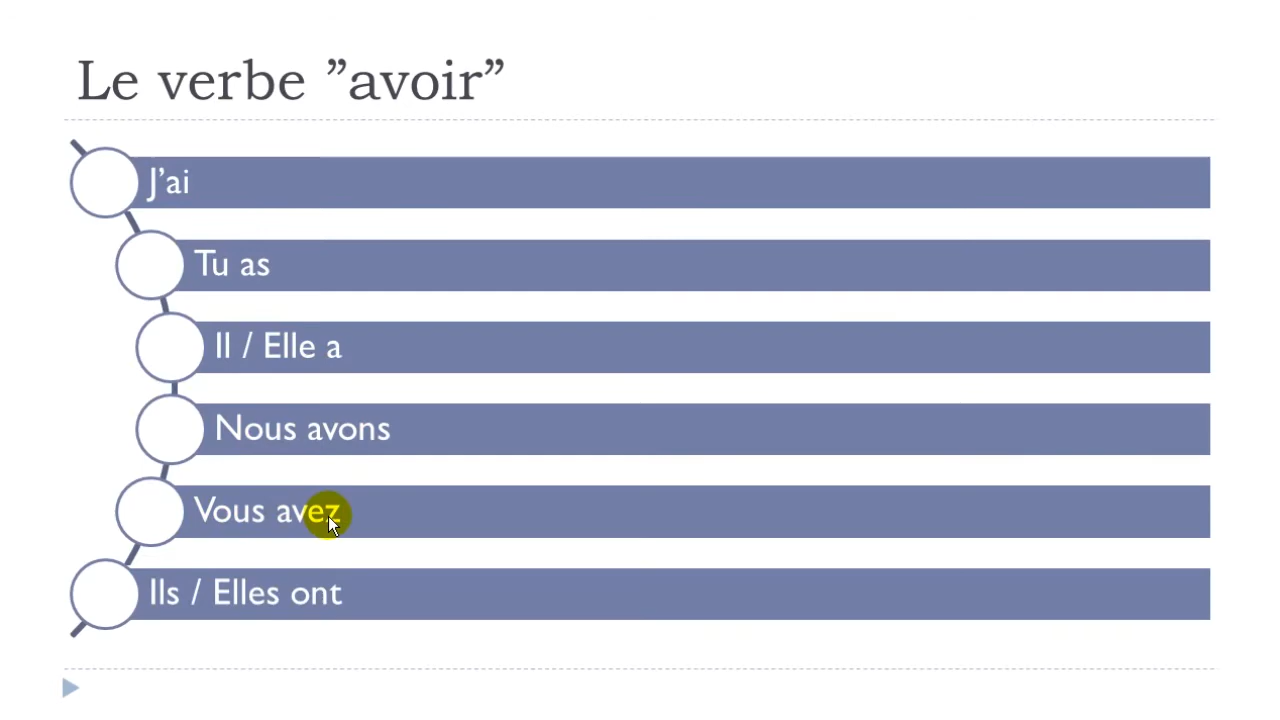 Le verbe ”avoir”
J’ai
Tu as
Il / Elle a
Nous avons
Vous avez
Ils / Elles ont